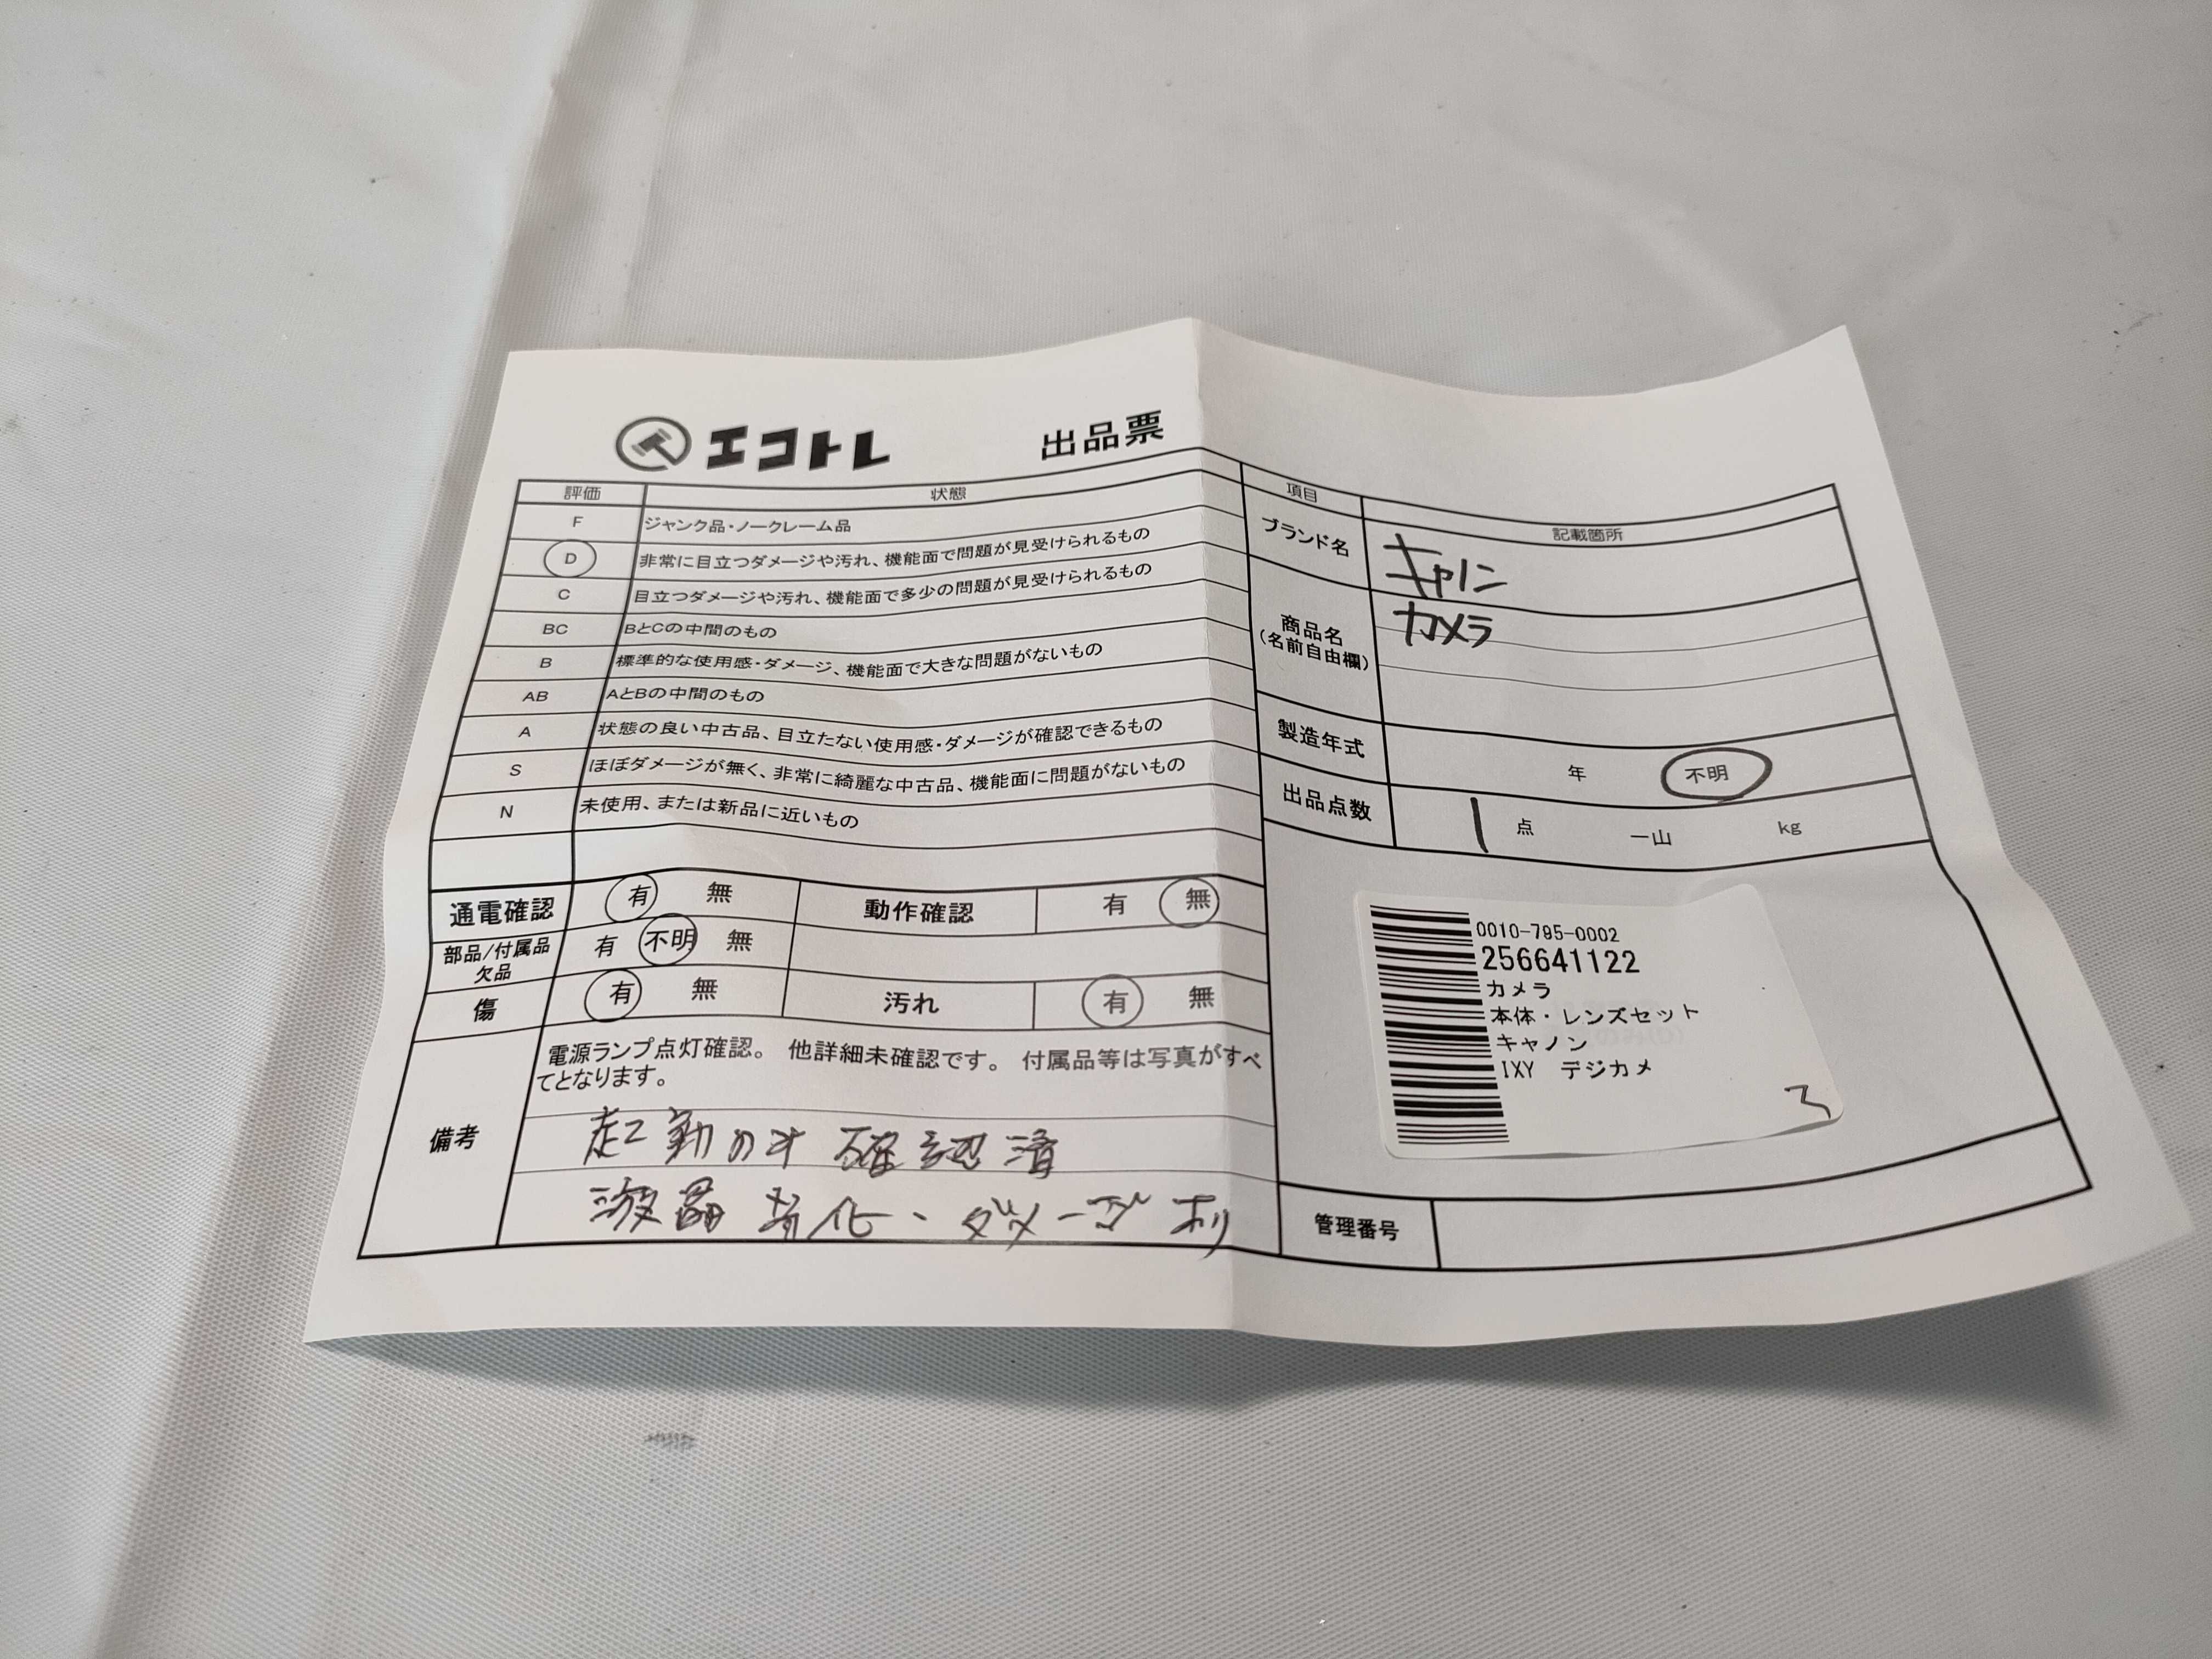 エコトレ 出品票
評価 状態
F ジャンク品・ノークレーム品
D 非常に目立つダメージや汚れ、機能面で問題が見受けられるもの
C 目立つダメージや汚れ、機能面で多少の問題が見受けられるもの
BC BとCの中間のもの
B 標準的な使用感・ダメージ、機能面で大きな問題がないもの
AB AとBの中間のもの
A 状態の良い中古品、目立たない使用感・ダメージが確認できるもの
S ほぼダメージが無く、非常に綺麗な中古品、機能面に問題がないもの
N 未使用、または新品に近いもの
通電確認 有 無 動作確認 有 無
部品/付属品
欠品 有 不明 無
傷 有 無 汚れ 有 無
備考
電源ランプ点灯確認。 他詳細未確認です。 付属品等は写真がすべ
てとなります。
起動のみ確認済
液晶劣化・ダメージあり
項目 記載箇所
ブランド名 キャノン
商品名
(名前自由欄) カメラ
製造年式 年 不明
出品点数 1 点 一山 kg
0010-795-0002
256641122
カメラ
本体・レンズセット
キャノン
IXY デジカメ
3
管理番号